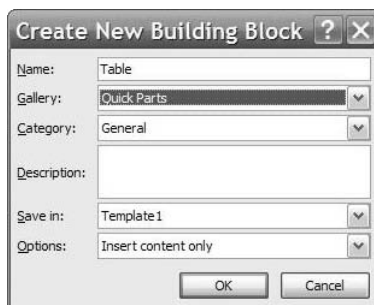 Create New Building Block ? X
Name: Table
Gallery: Quick Parts
Category: General
Description:
Save in: Template1
Options: Insert content only
OK Cancel